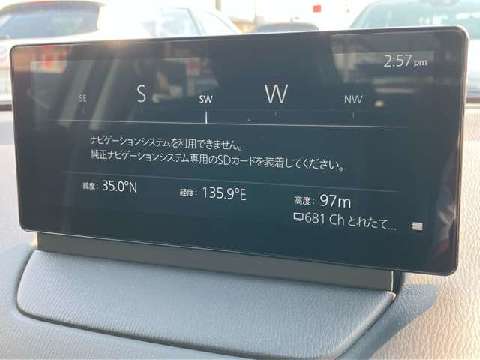 2:57 pm
SE S SW W NW
ナビゲーションシステムを利用できません。
純正ナビゲーションシステム専用のSDカードを装着してください。
緯度: 35.0°N 経度: 135.9°E 高度: 97m
681 Ch とれたて...